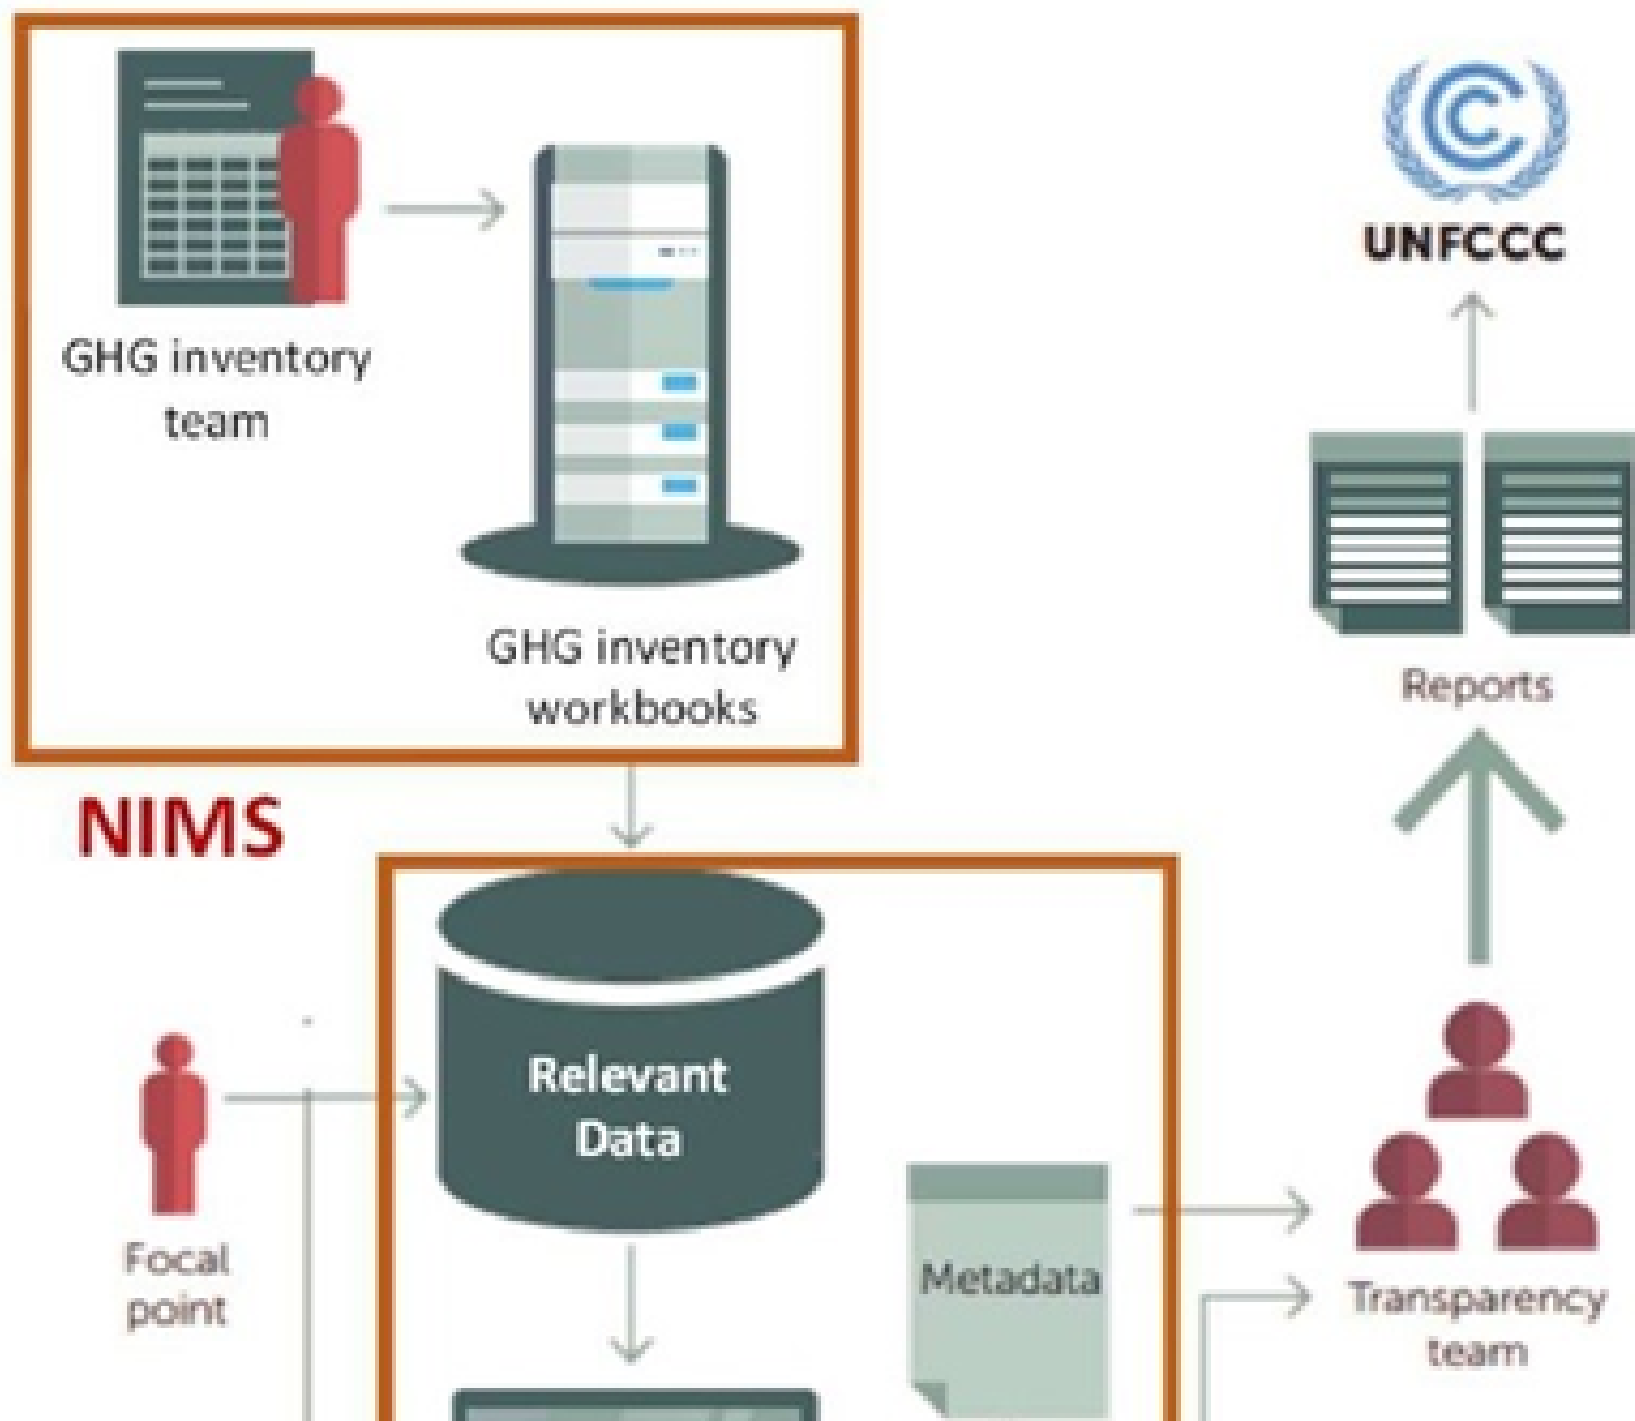 GHG inventory
team
GHG inventory
workbooks
UNFCCC
Reports
NIMS
Relevant
Data
Focal
point
Metadata
Transparency
team